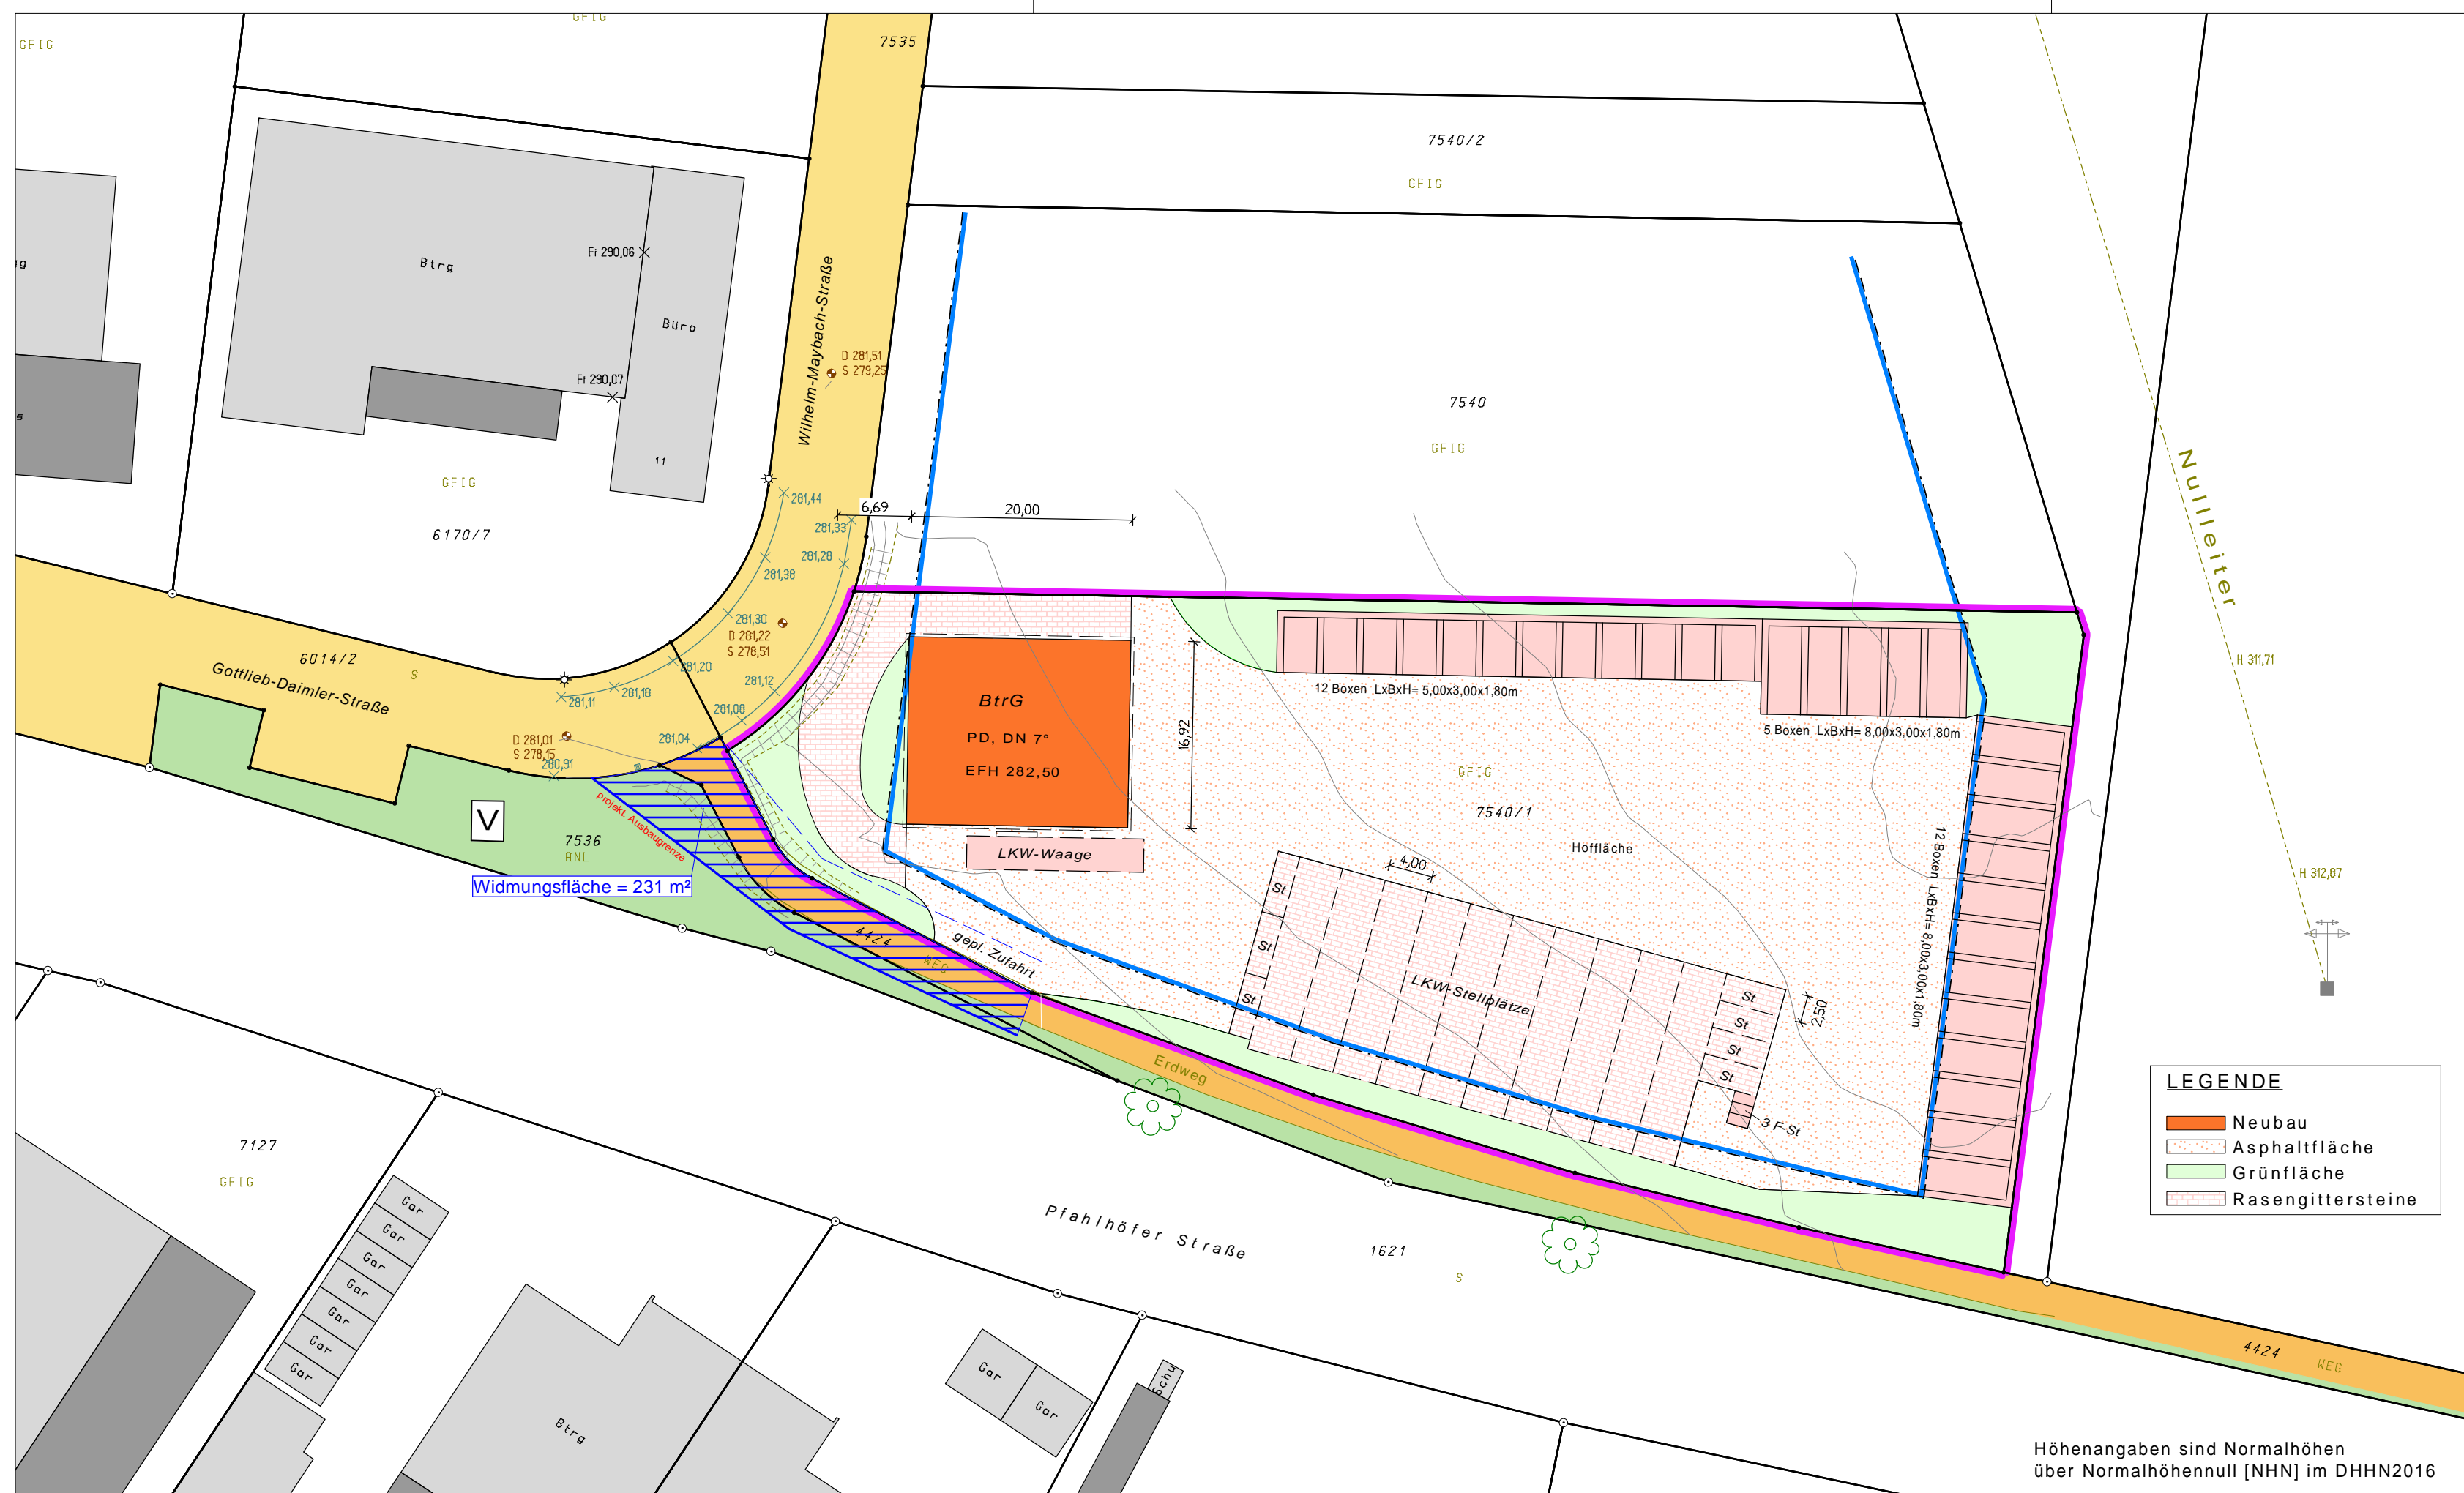 GFIG
GFIG
7535
7540/2
GFIG
Btrg
Fi 290,06
Büro
Fi 290,07
11
GFIG
6170/7
Wilhelm-Maybach-Straße
D 281,51
S 279,25
7540
GFIG
Nullleiter
281,44
281,33
281,28
281,38
281,30
D 281,22
S 278,51
281,20
281,18
281,12
281,11
281,08
281,04
6,69
20,00
6014/2
S
Gottlieb-Daimler-Straße
D 281,01
S 278,15
280,91
BtrG
PD, DN 7°
EFH 282,50
16,92
12 Boxen LxBxH= 5,00x3,00x1,80m
5 Boxen LxBxH= 8,00x3,00x1,80m
H 311,71
GFIG
7540/1
Hoffläche
12 Boxen LxBxH= 8,00x3,00x1,80m
H 312,87
V
7536
ANL
projekt. Ausbaugrenze
Widmungsfläche = 231 m²
LKW-Waage
4,00
St
St
St
LKW-Stellplätze
St
St
St
St
2,50
3 F-St
4424
WEG
gepl. Zufahrt
Erdweg
LEGENDE
Neubau
Asphaltfläche
Grünfläche
Rasengittersteine
7127
GFIG
Gar
Gar
Gar
Gar
Gar
Gar
Gar
Pfahlhöfer Straße
1621
S
4424
WEG
Gar
Gar
Schu
Btrg
Höhenangaben sind Normalhöhen
über Normalhöhennull [NHN] im DHHN2016